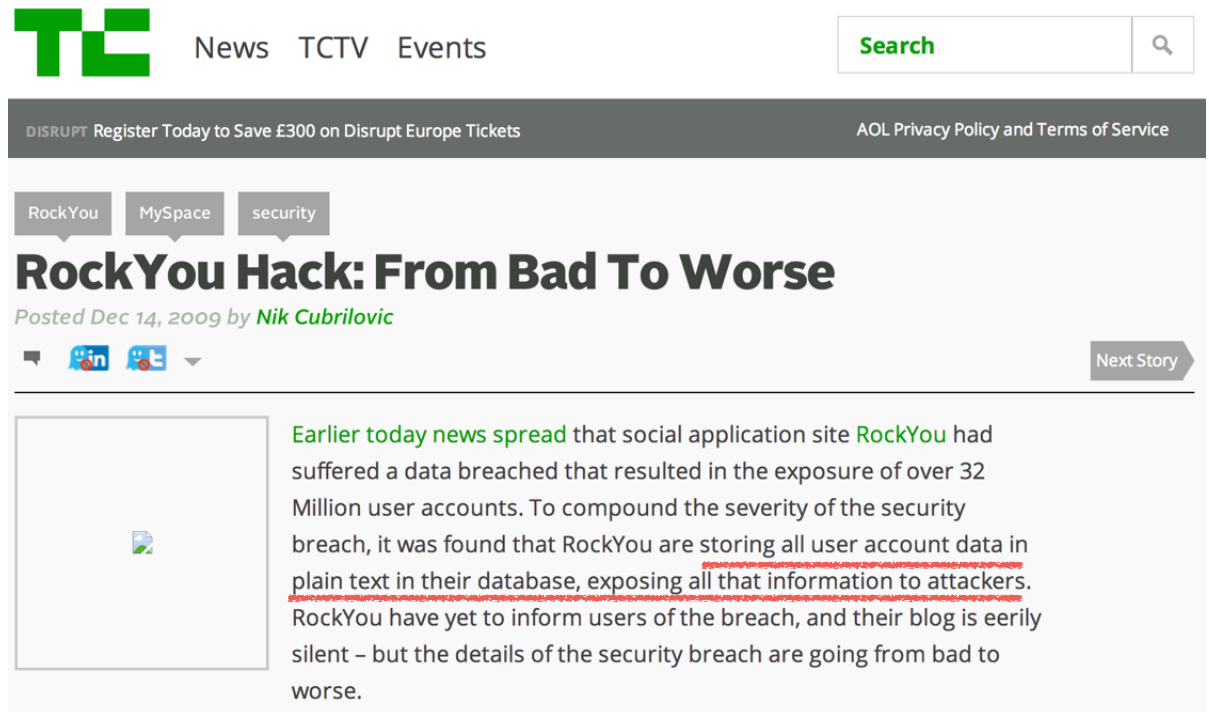 TC
News TCTV Events
Search
DISRUPT Register Today to Save £300 on Disrupt Europe Tickets
AOL Privacy Policy and Terms of Service
RockYou MySpace security
RockYou Hack: From Bad To Worse
Posted Dec 14, 2009 by Nik Cubrilovic
in t
Next Story
Earlier today news spread that social application site RockYou had
suffered a data breached that resulted in the exposure of over 32
Million user accounts. To compound the severity of the security
breach, it was found that RockYou are storing all user account data in
plain text in their database, exposing all that information to attackers.
RockYou have yet to inform users of the breach, and their blog is eerily
silent – but the details of the security breach are going from bad to
worse.